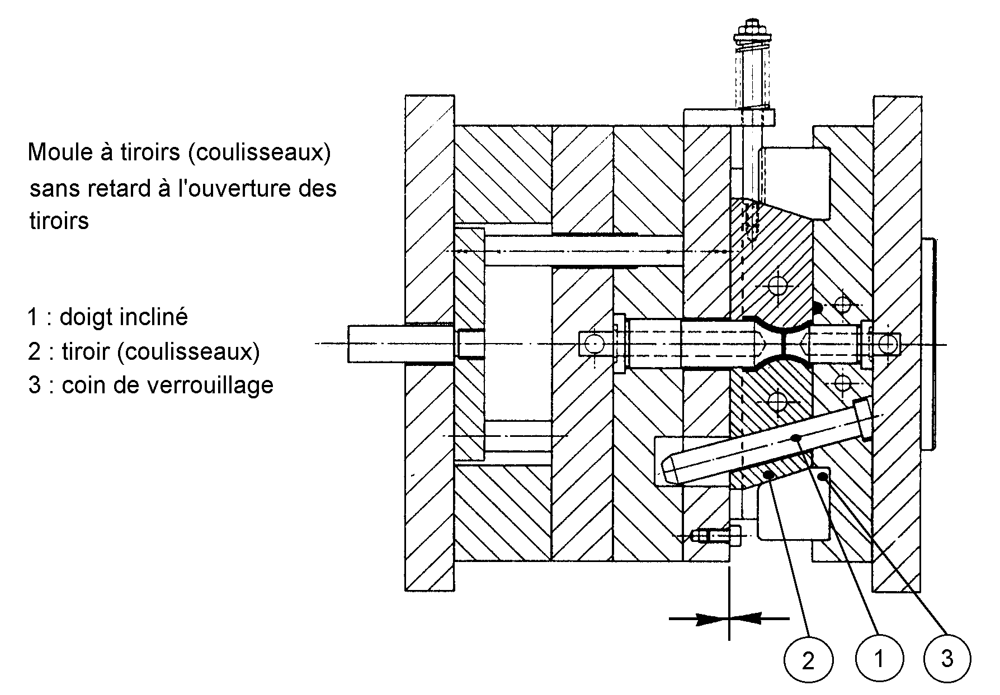 Moule à tiroirs (coulisseaux)
sans retard à l'ouverture des
tiroirs
1 : doigt incliné
2 : tiroir (coulisseaux)
3 : coin de verrouillage
2
1
3